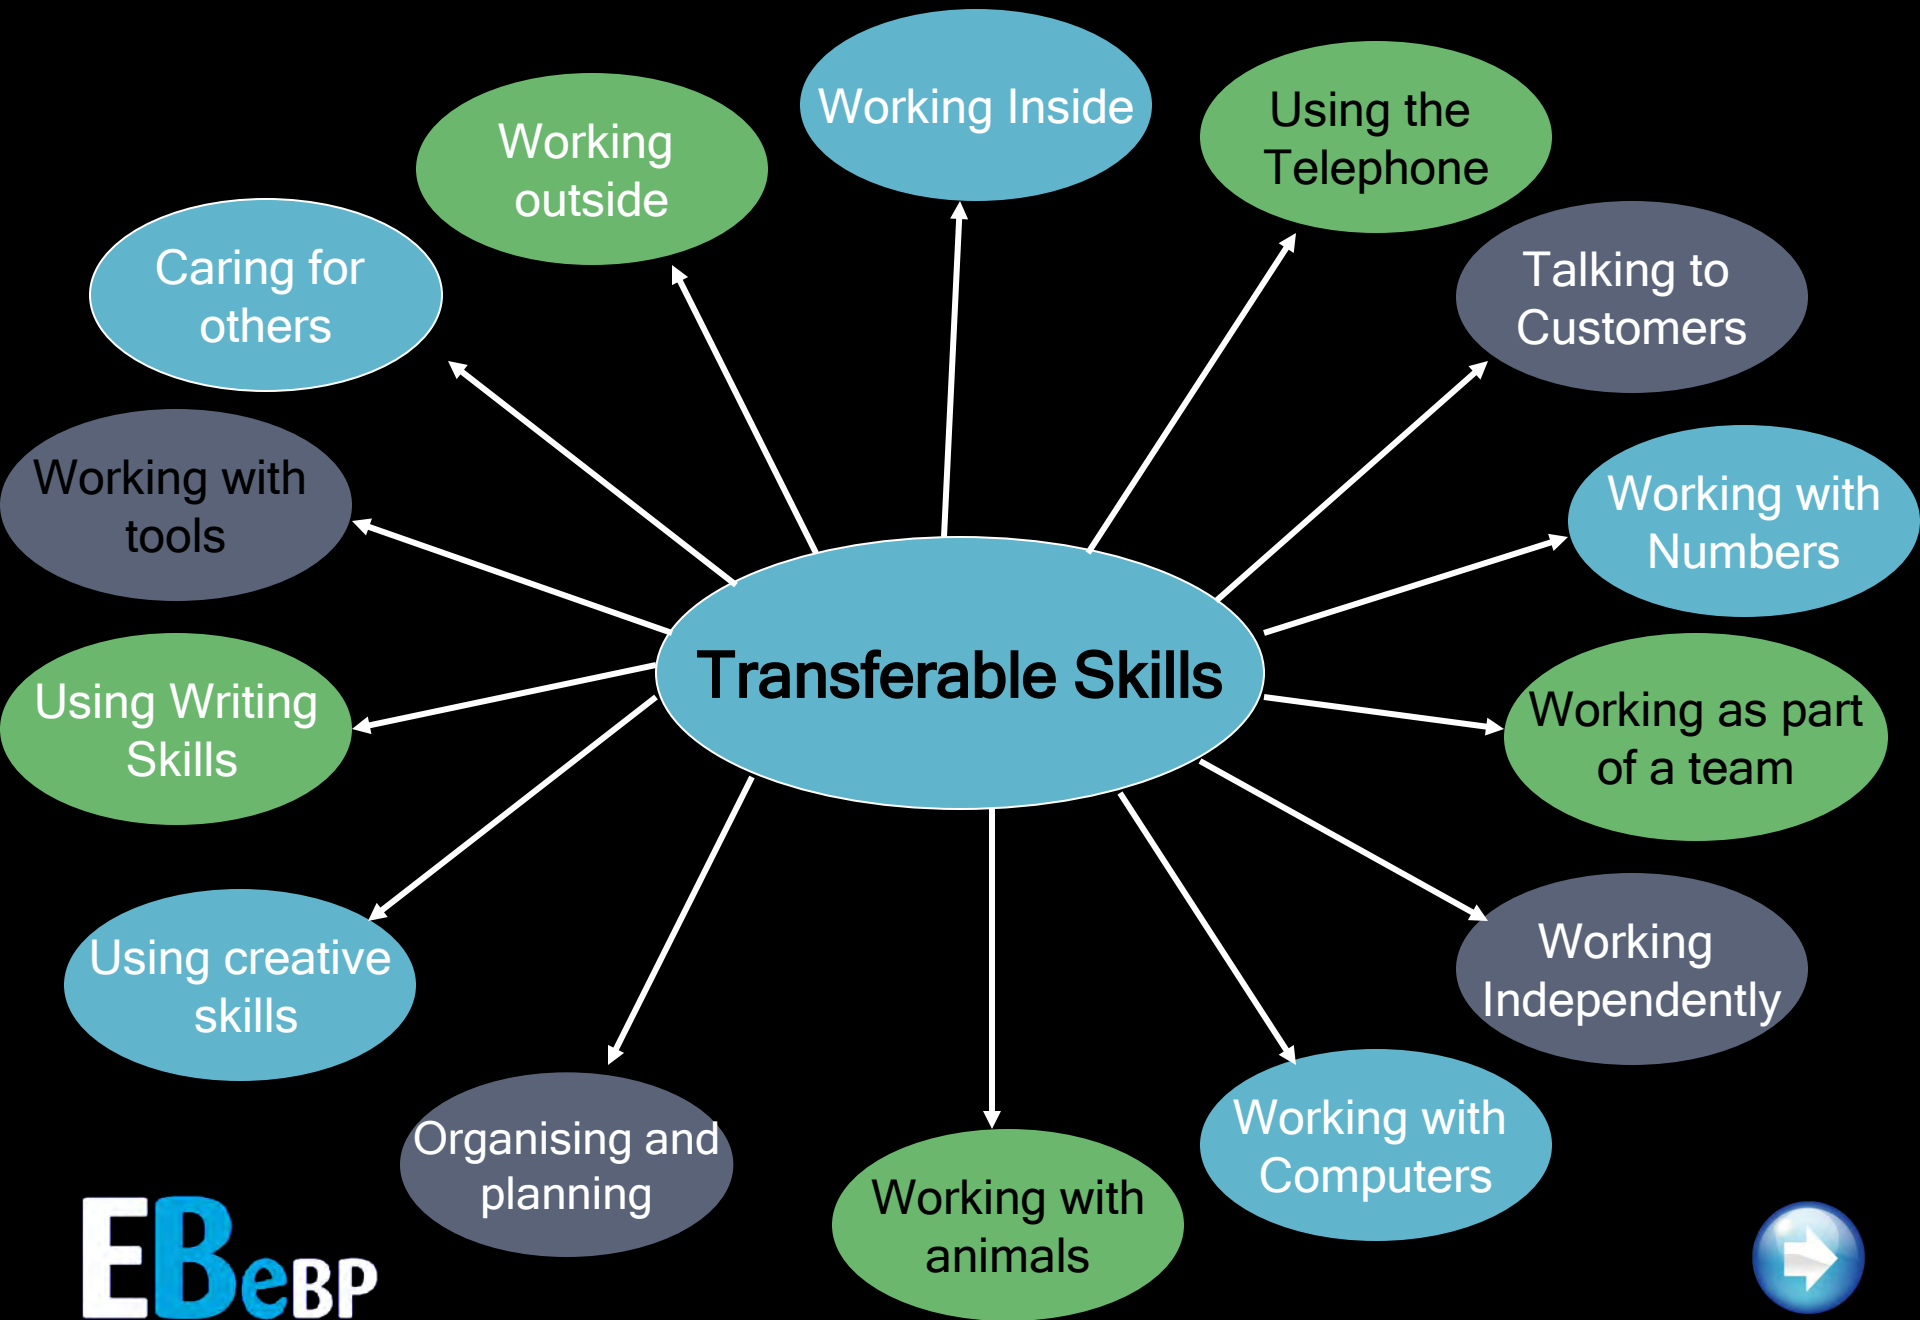 Working Inside
Using the
Telephone
Working
outside
Talking to
Customers
Caring for
others
Working with
tools
Working with
Numbers
Transferable Skills
Using Writing
Skills
Working as part
of a team
Using creative
skills
Working
Independently
Organising and
planning
Working with
Computers
Working with
animals
EBeBP